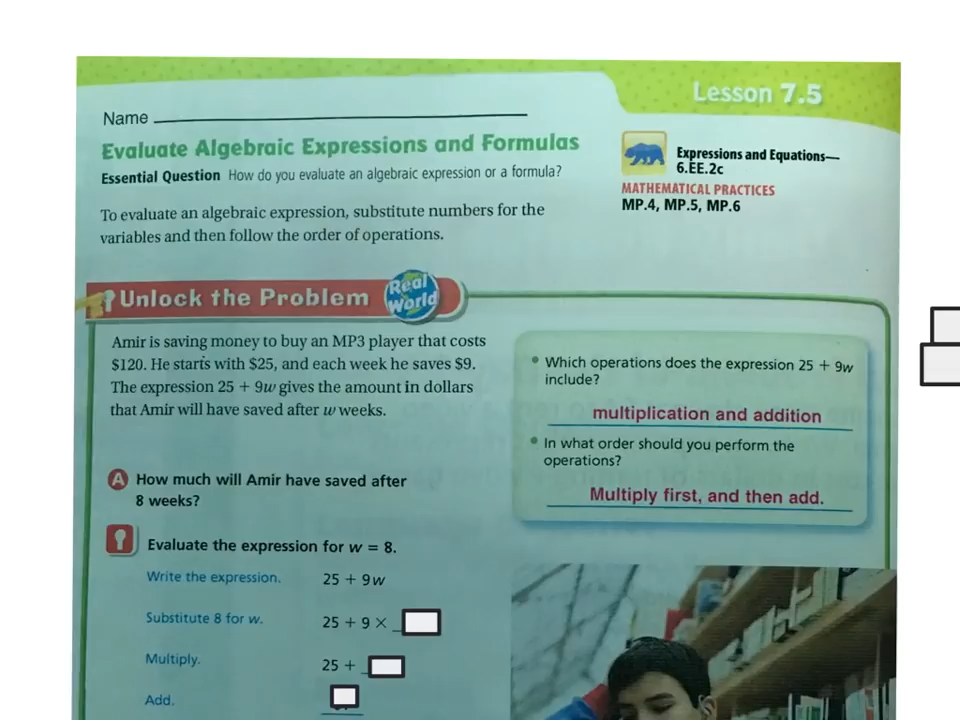 Lesson 7.5
Name
Evaluate Algebraic Expressions and Formulas
Essential Question How do you evaluate an algebraic expression or a formula?
Expressions and Equations—
6.EE.2c
MATHEMATICAL PRACTICES
MP.4, MP.5, MP.6
To evaluate an algebraic expression, substitute numbers for the
variables and then follow the order of operations.
Unlock the Problem
Real
World
Amir is saving money to buy an MP3 player that costs
$120. He starts with $25, and each week he saves $9.
The expression 25 + 9w gives the amount in dollars
that Amir will have saved after w weeks.
• Which operations does the expression 25 + 9w
include?
multiplication and addition
• In what order should you perform the
operations?
Multiply first, and then add.
A How much will Amir have saved after
8 weeks?
Evaluate the expression for w = 8.
Write the expression. 25 + 9w
Substitute 8 for w. 25 + 9 ×
Multiply. 25 +
Add.